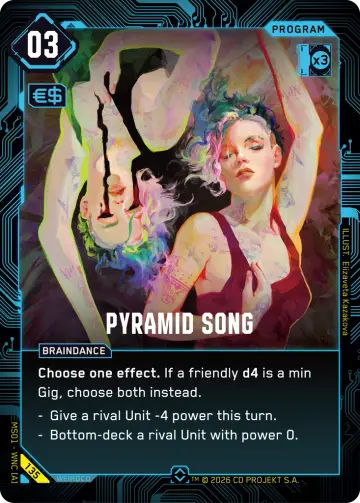 03
PROGRAM
x3
€$
ILLUST. Elizaveta Kazakova
PYRAMID SONG
BRAINDANCE
Choose one effect. If a friendly d4 is a min
Gig, choose both instead.
- Give a rival Unit -4 power this turn.
- Bottom-deck a rival Unit with power 0.
135
™ © 2026 CD PROJEKT S.A.